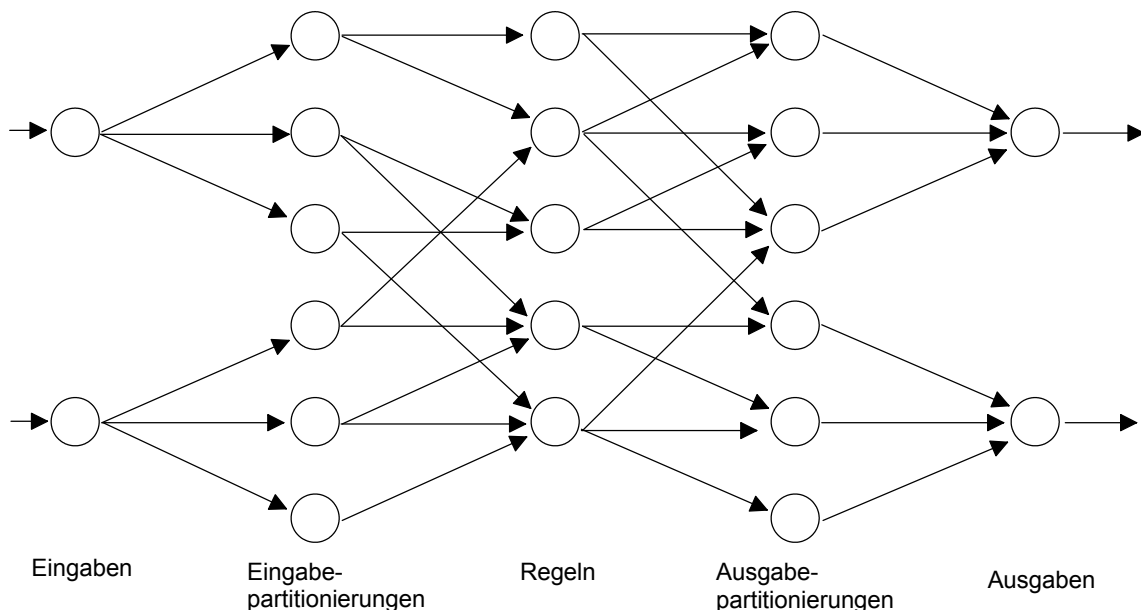 Eingaben
Eingabe-
partitionierungen
Regeln
Ausgabe-
partitionierungen
Ausgaben